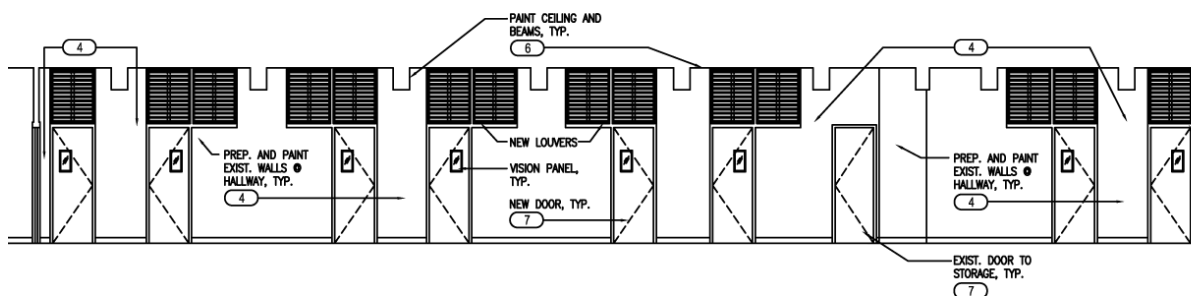 PAINT CEILING AND
BEAMS, TYP.
6
4
4
PREP. AND PAINT
EXIST. WALLS @
HALLWAY, TYP.
4
NEW LOUVERS
VISION PANEL,
TYP.
NEW DOOR, TYP.
7
PREP. AND PAINT
EXIST. WALLS @
HALLWAY, TYP.
4
EXIST. DOOR TO
STORAGE, TYP.
7